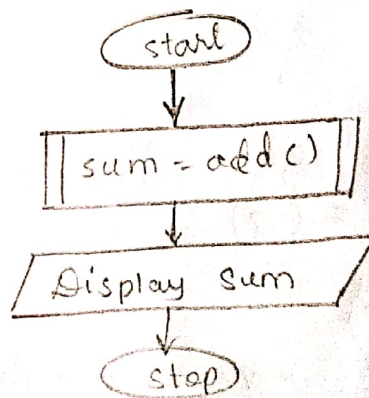 start
sum = add ()
Display sum
stop